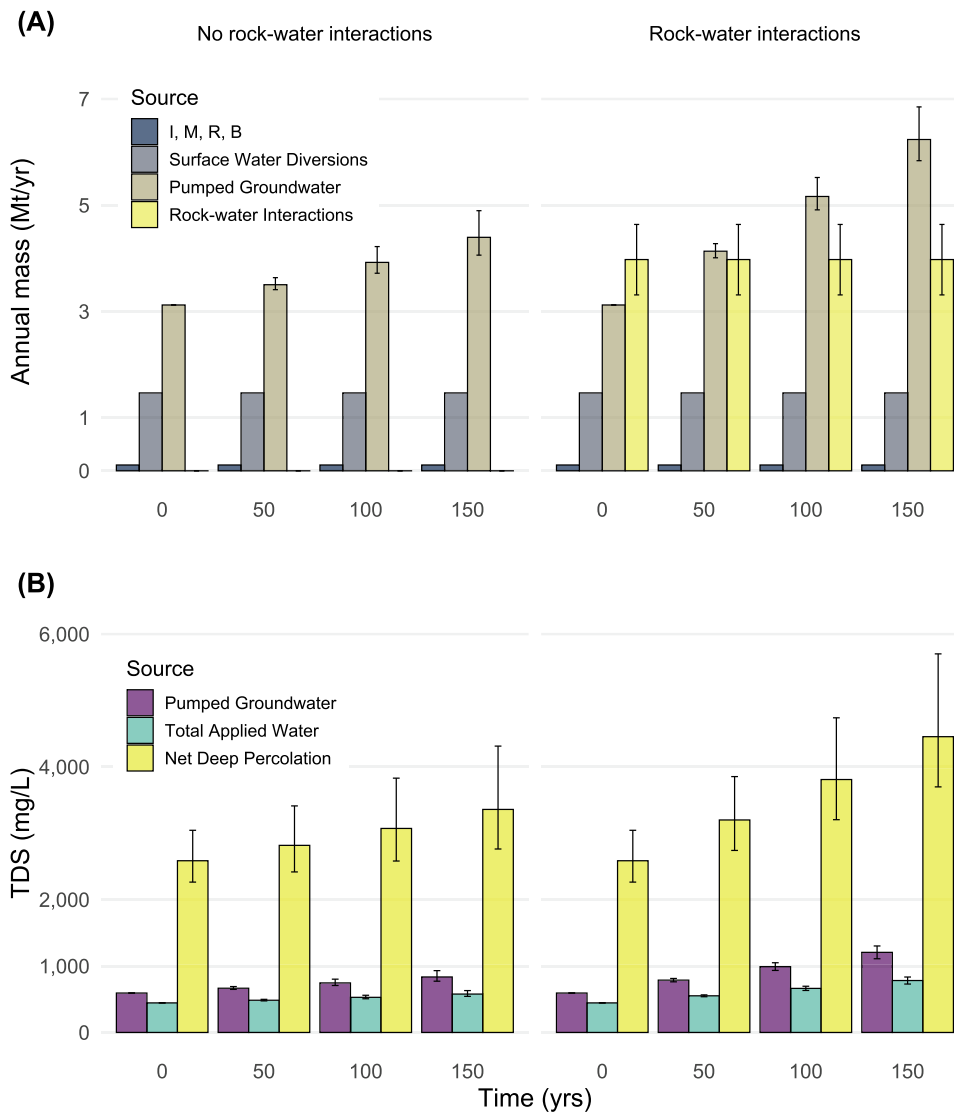 (A)
No rock-water interactions
Rock-water interactions
Annual mass (Mt/yr)
7
5
3
1
0
Source
I, M, R, B
Surface Water Diversions
Pumped Groundwater
Rock-water Interactions
0 50 100 150 0 50 100 150
(B)
TDS (mg/L)
6,000
4,000
2,000
1,000
0
Source
Pumped Groundwater
Total Applied Water
Net Deep Percolation
0 50 100 150 0 50 100 150
Time (yrs)